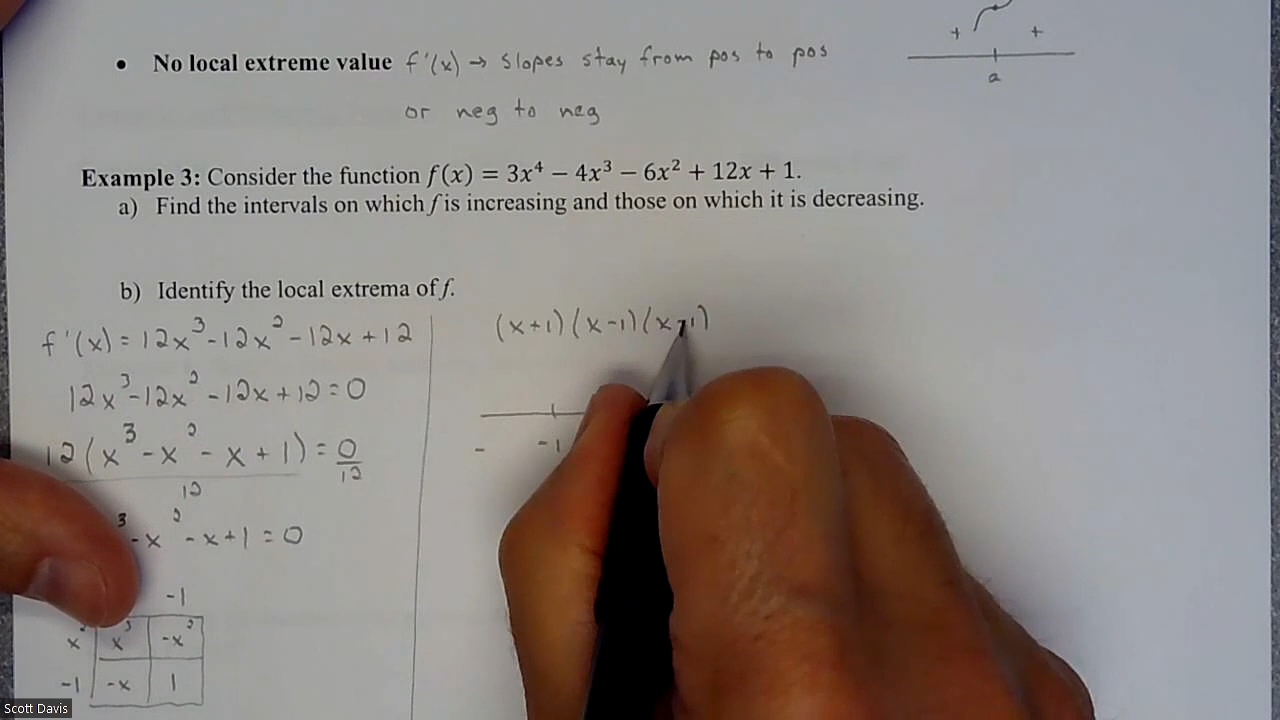 • No local extreme value f'(x) → slopes stay from pos to pos
+ +
a
or neg to neg
Example 3: Consider the function f(x) = 3x⁴ − 4x³ − 6x² + 12x + 1.
a) Find the intervals on which f is increasing and those on which it is decreasing.
b) Identify the local extrema of f.
f'(x) = 12x³ - 12x² - 12x + 12
12x³ - 12x² - 12x + 12 = 0
12(x³ - x² - x + 1) = 0
12 12
³ - x² - x + 1 = 0
-1
x² x³ -x²
-1 -x 1
(x+1)(x-1)(x-1)
- -1
Scott Davis